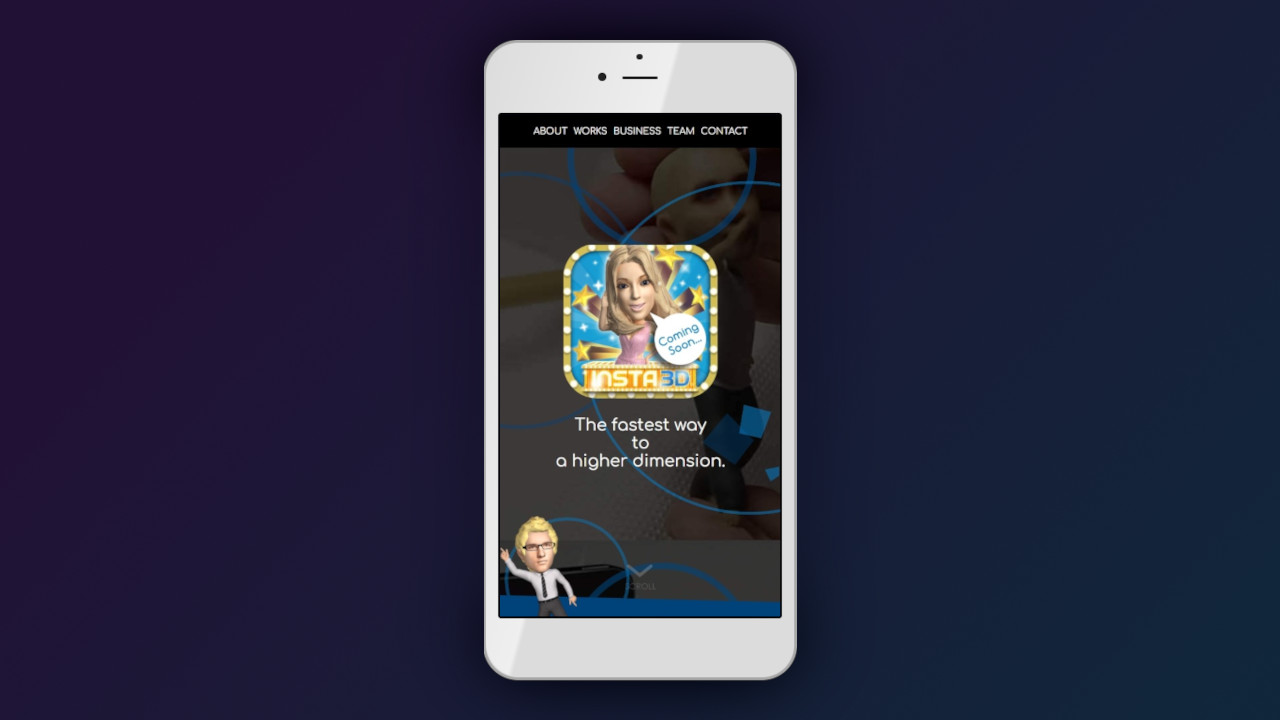 ABOUT WORKS BUSINESS TEAM CONTACT
Coming
Soon...
INSTA3D
The fastest way
to
a higher dimension.
SCROLL